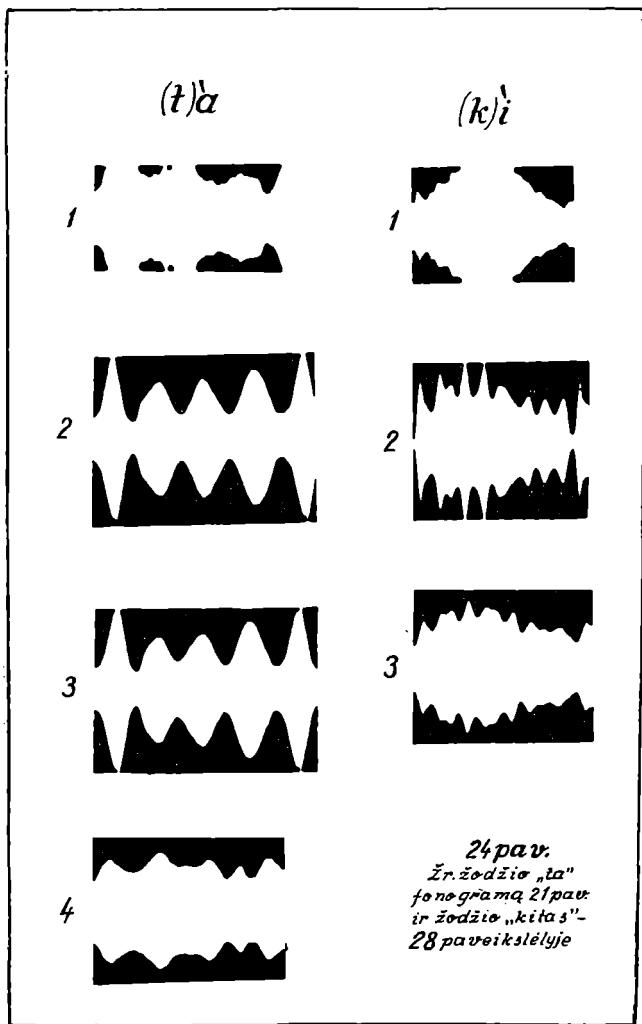 (t)à
(k)ì
1
1
2
2
3
3
4
24 pav.
Žr. žodžio „ta"
fonogramą 21 pav.
ir žodžio „kitas"-
28 paveikslėlyje